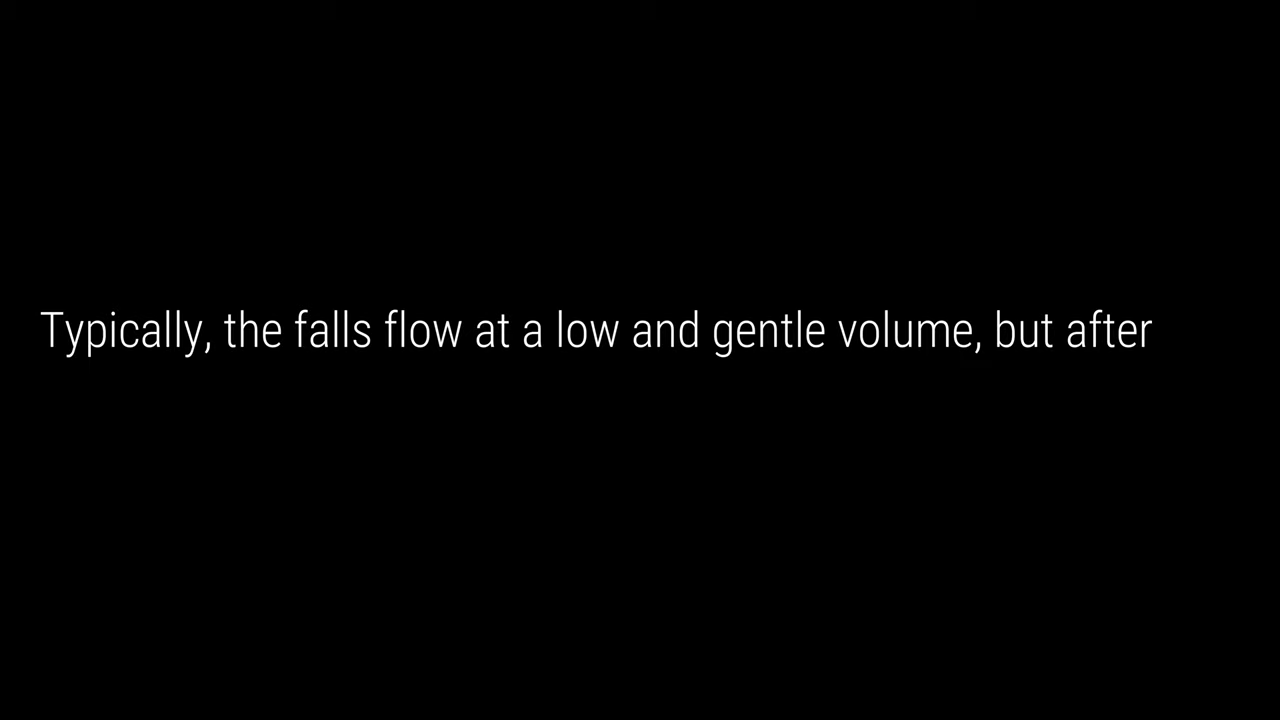 Typically, the falls flow at a low and gentle volume, but after